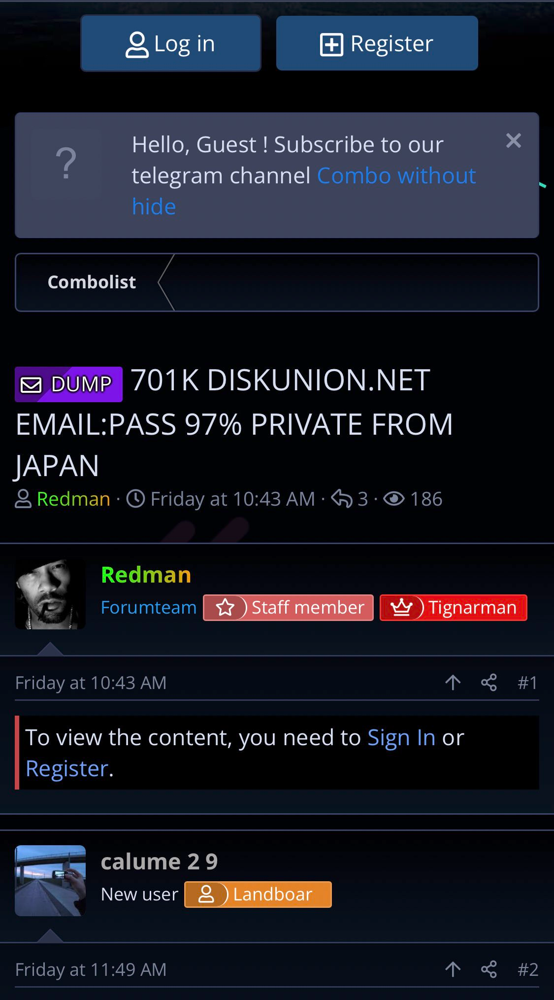 Log in
Register
?
Hello, Guest ! Subscribe to our
telegram channel Combo without
hide
Combolist
DUMP 701K DISKUNION.NET
EMAIL:PASS 97% PRIVATE FROM
JAPAN
Redman · Friday at 10:43 AM · 3 · 186
Redman
Forumteam Staff member Tignarman
Friday at 10:43 AM #1
To view the content, you need to Sign In or
Register.
calume 2 9
New user Landboar
Friday at 11:49 AM #2